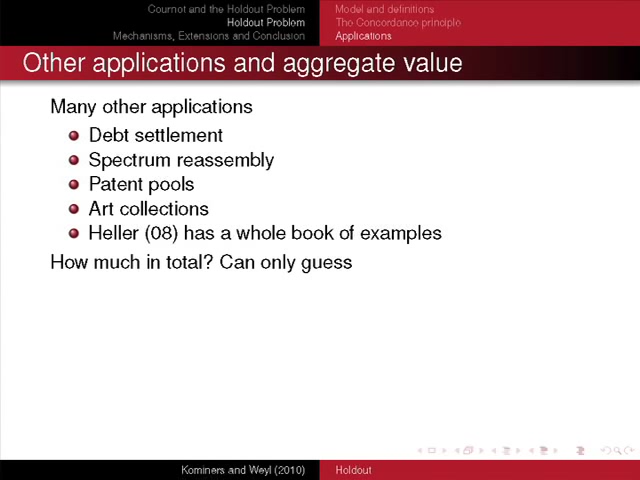 Cournot and the Holdout Problem
Holdout Problem
Mechanisms, Extensions and Conclusion
Model and definitions
The Concordance principle
Applications
Other applications and aggregate value
Many other applications
Debt settlement
Spectrum reassembly
Patent pools
Art collections
Heller (08) has a whole book of examples
How much in total? Can only guess
Kominers and Weyl (2010)
Holdout